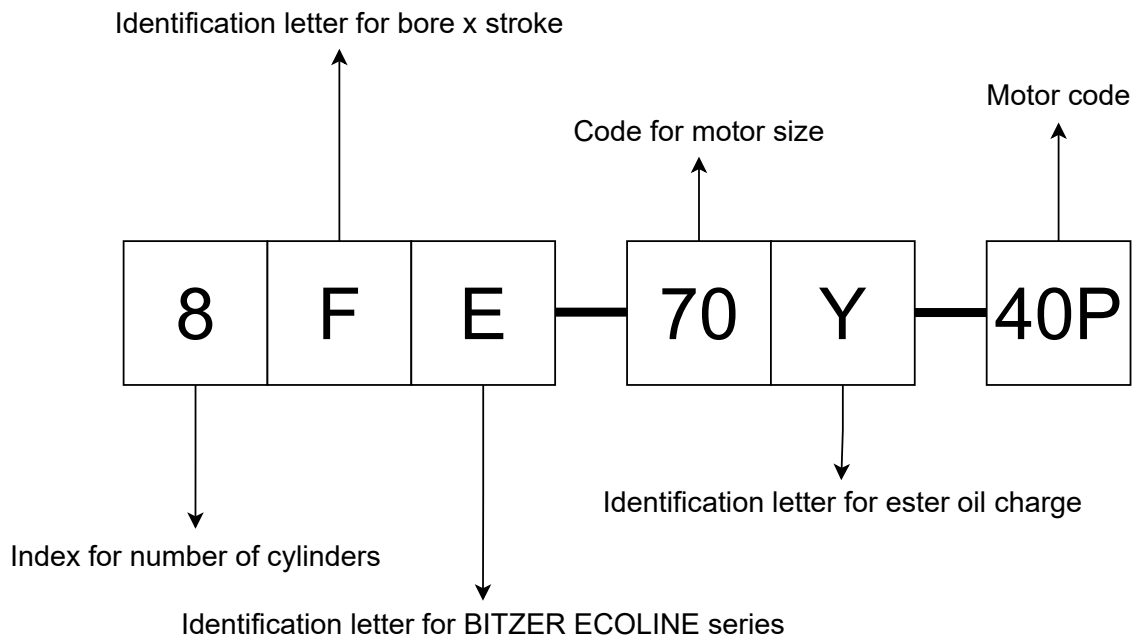 Identification letter for bore x stroke
Motor code
Code for motor size
8 F E 70 Y 40P
Identification letter for ester oil charge
Index for number of cylinders
Identification letter for BITZER ECOLINE series